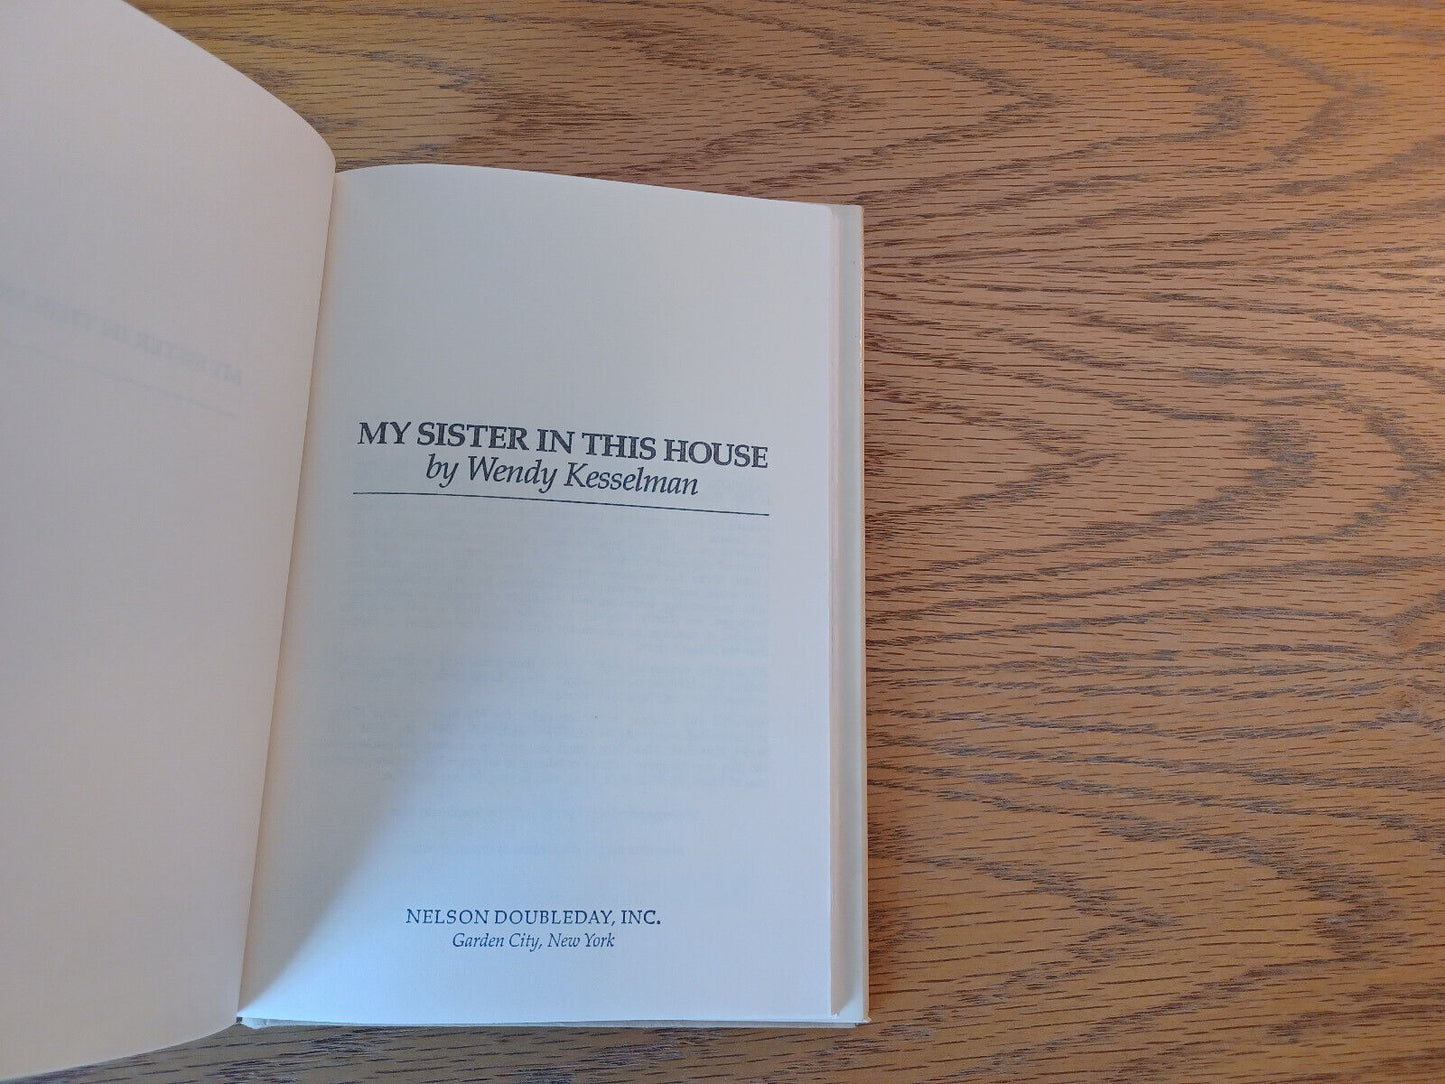 MY SISTER IN THIS HOUSE
by Wendy Kesselman
NELSON DOUBLEDAY, INC.
Garden City, New York